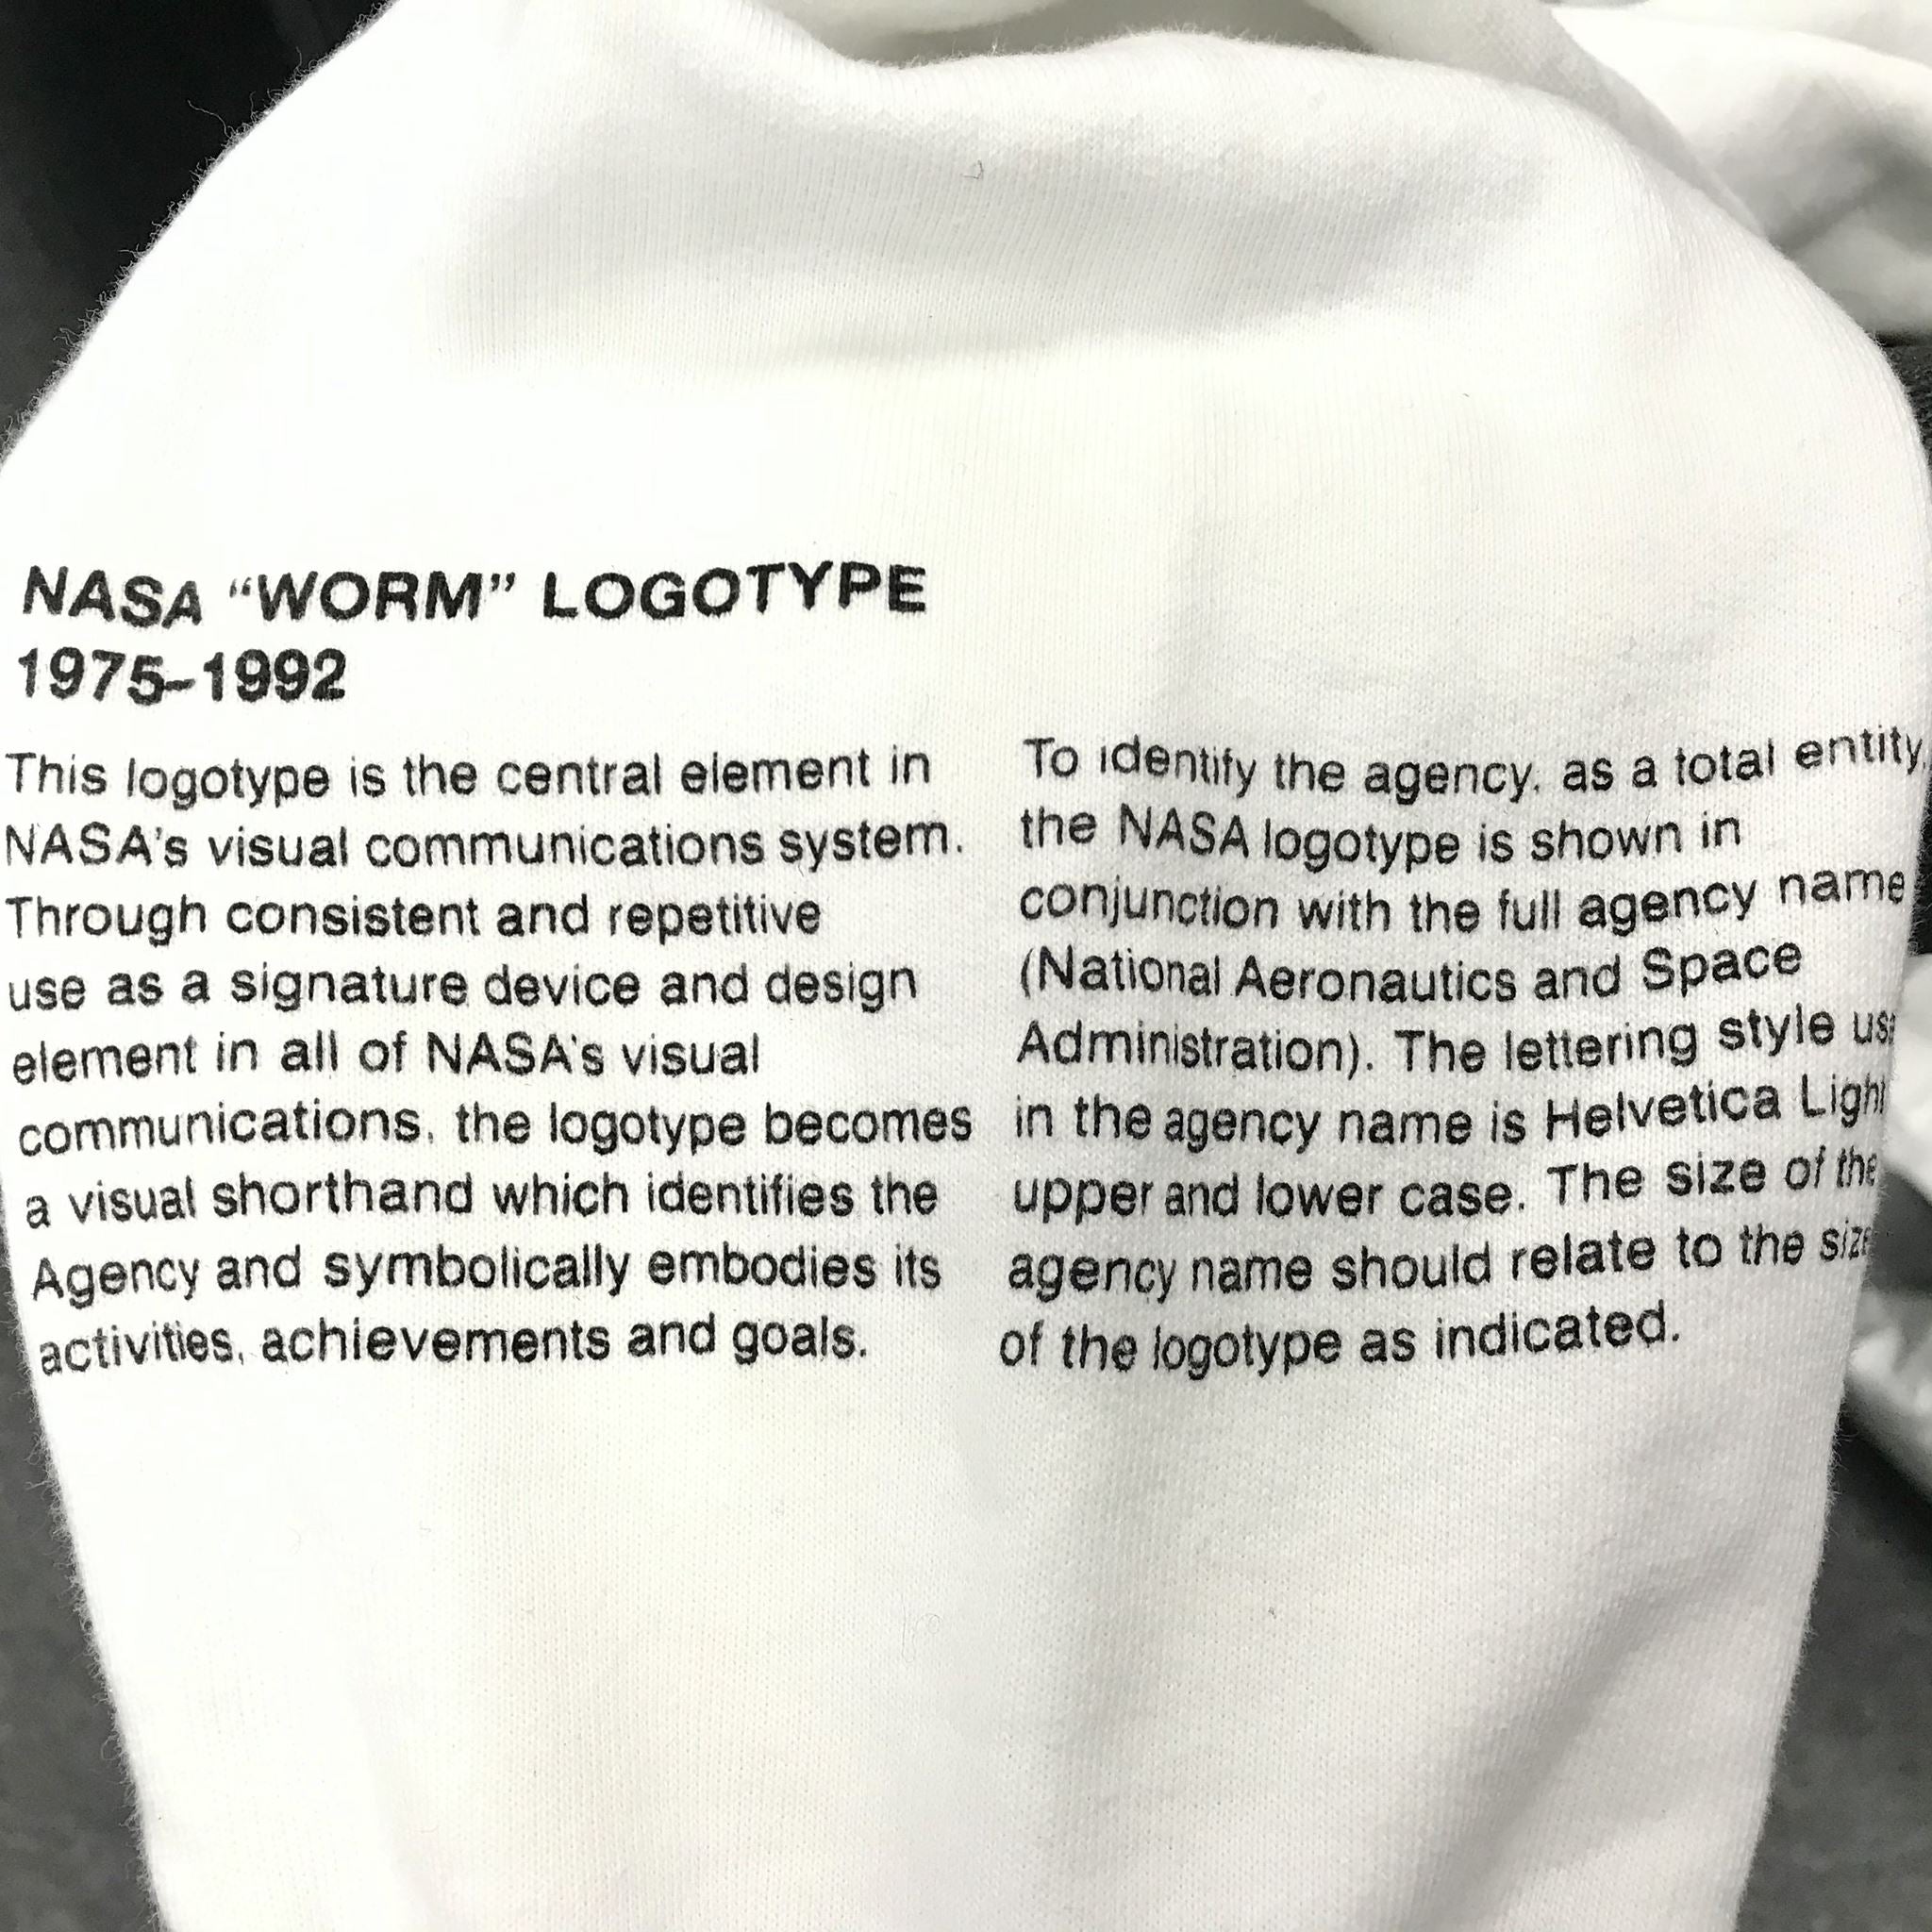 NASA “WORM” LOGOTYPE
1975–1992
This logotype is the central element in
NASA's visual communications system.
Through consistent and repetitive
use as a signature device and design
element in all of NASA's visual
communications, the logotype becomes
a visual shorthand which identifies the
Agency and symbolically embodies its
activities, achievements and goals.
To identify the agency, as a total entity,
the NASA logotype is shown in
conjunction with the full agency name
(National Aeronautics and Space
Administration). The lettering style
in the agency name is Helvetica Light
upper and lower case. The size of the
agency name should relate to the size
of the logotype as indicated.